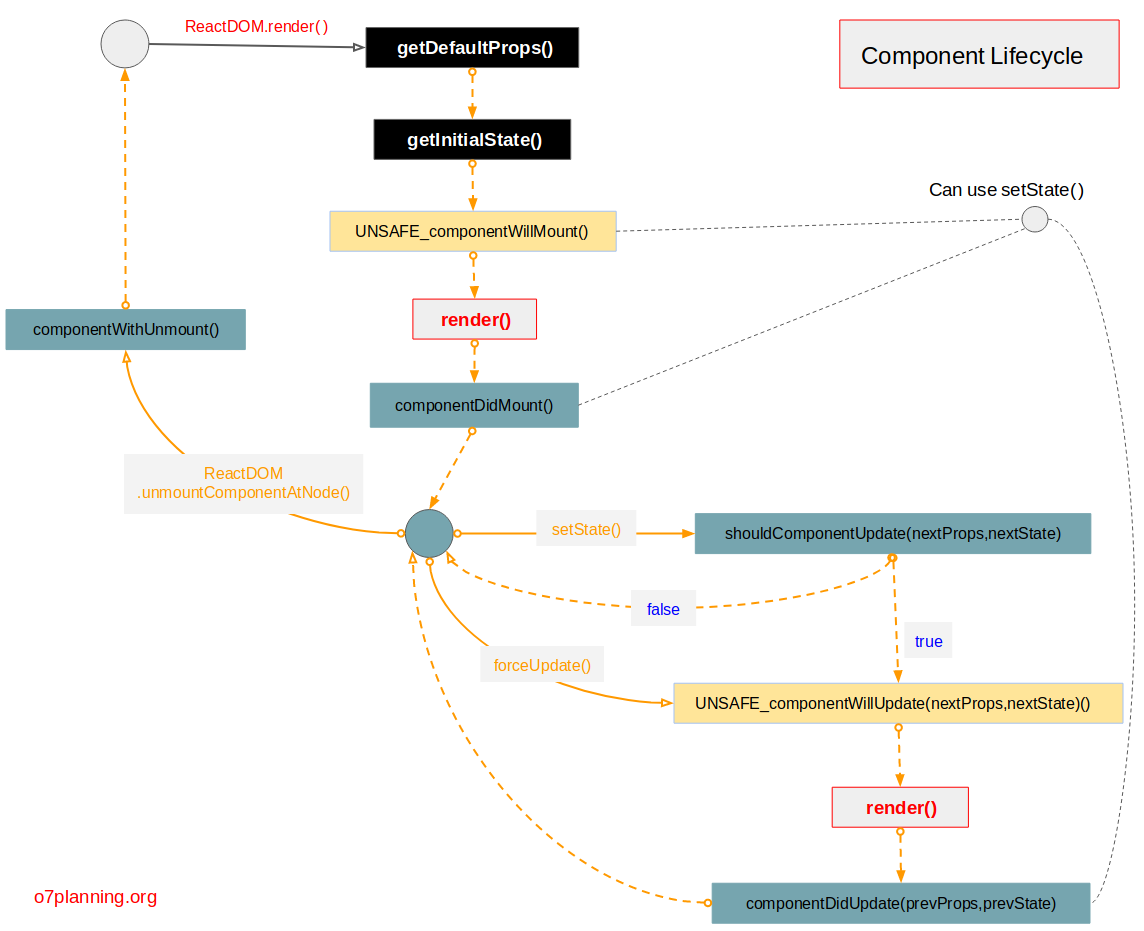 ReactDOM.render()
getDefaultProps()
Component Lifecycle
getInitialState()
Can use setState()
UNSAFE_componentWillMount()
render()
componentWithUnmount()
componentDidMount()
ReactDOM
.unmountComponentAtNode()
setState()
shouldComponentUpdate(nextProps,nextState)
false
true
forceUpdate()
UNSAFE_componentWillUpdate(nextProps,nextState)()
render()
o7planning.org
componentDidUpdate(prevProps,prevState)